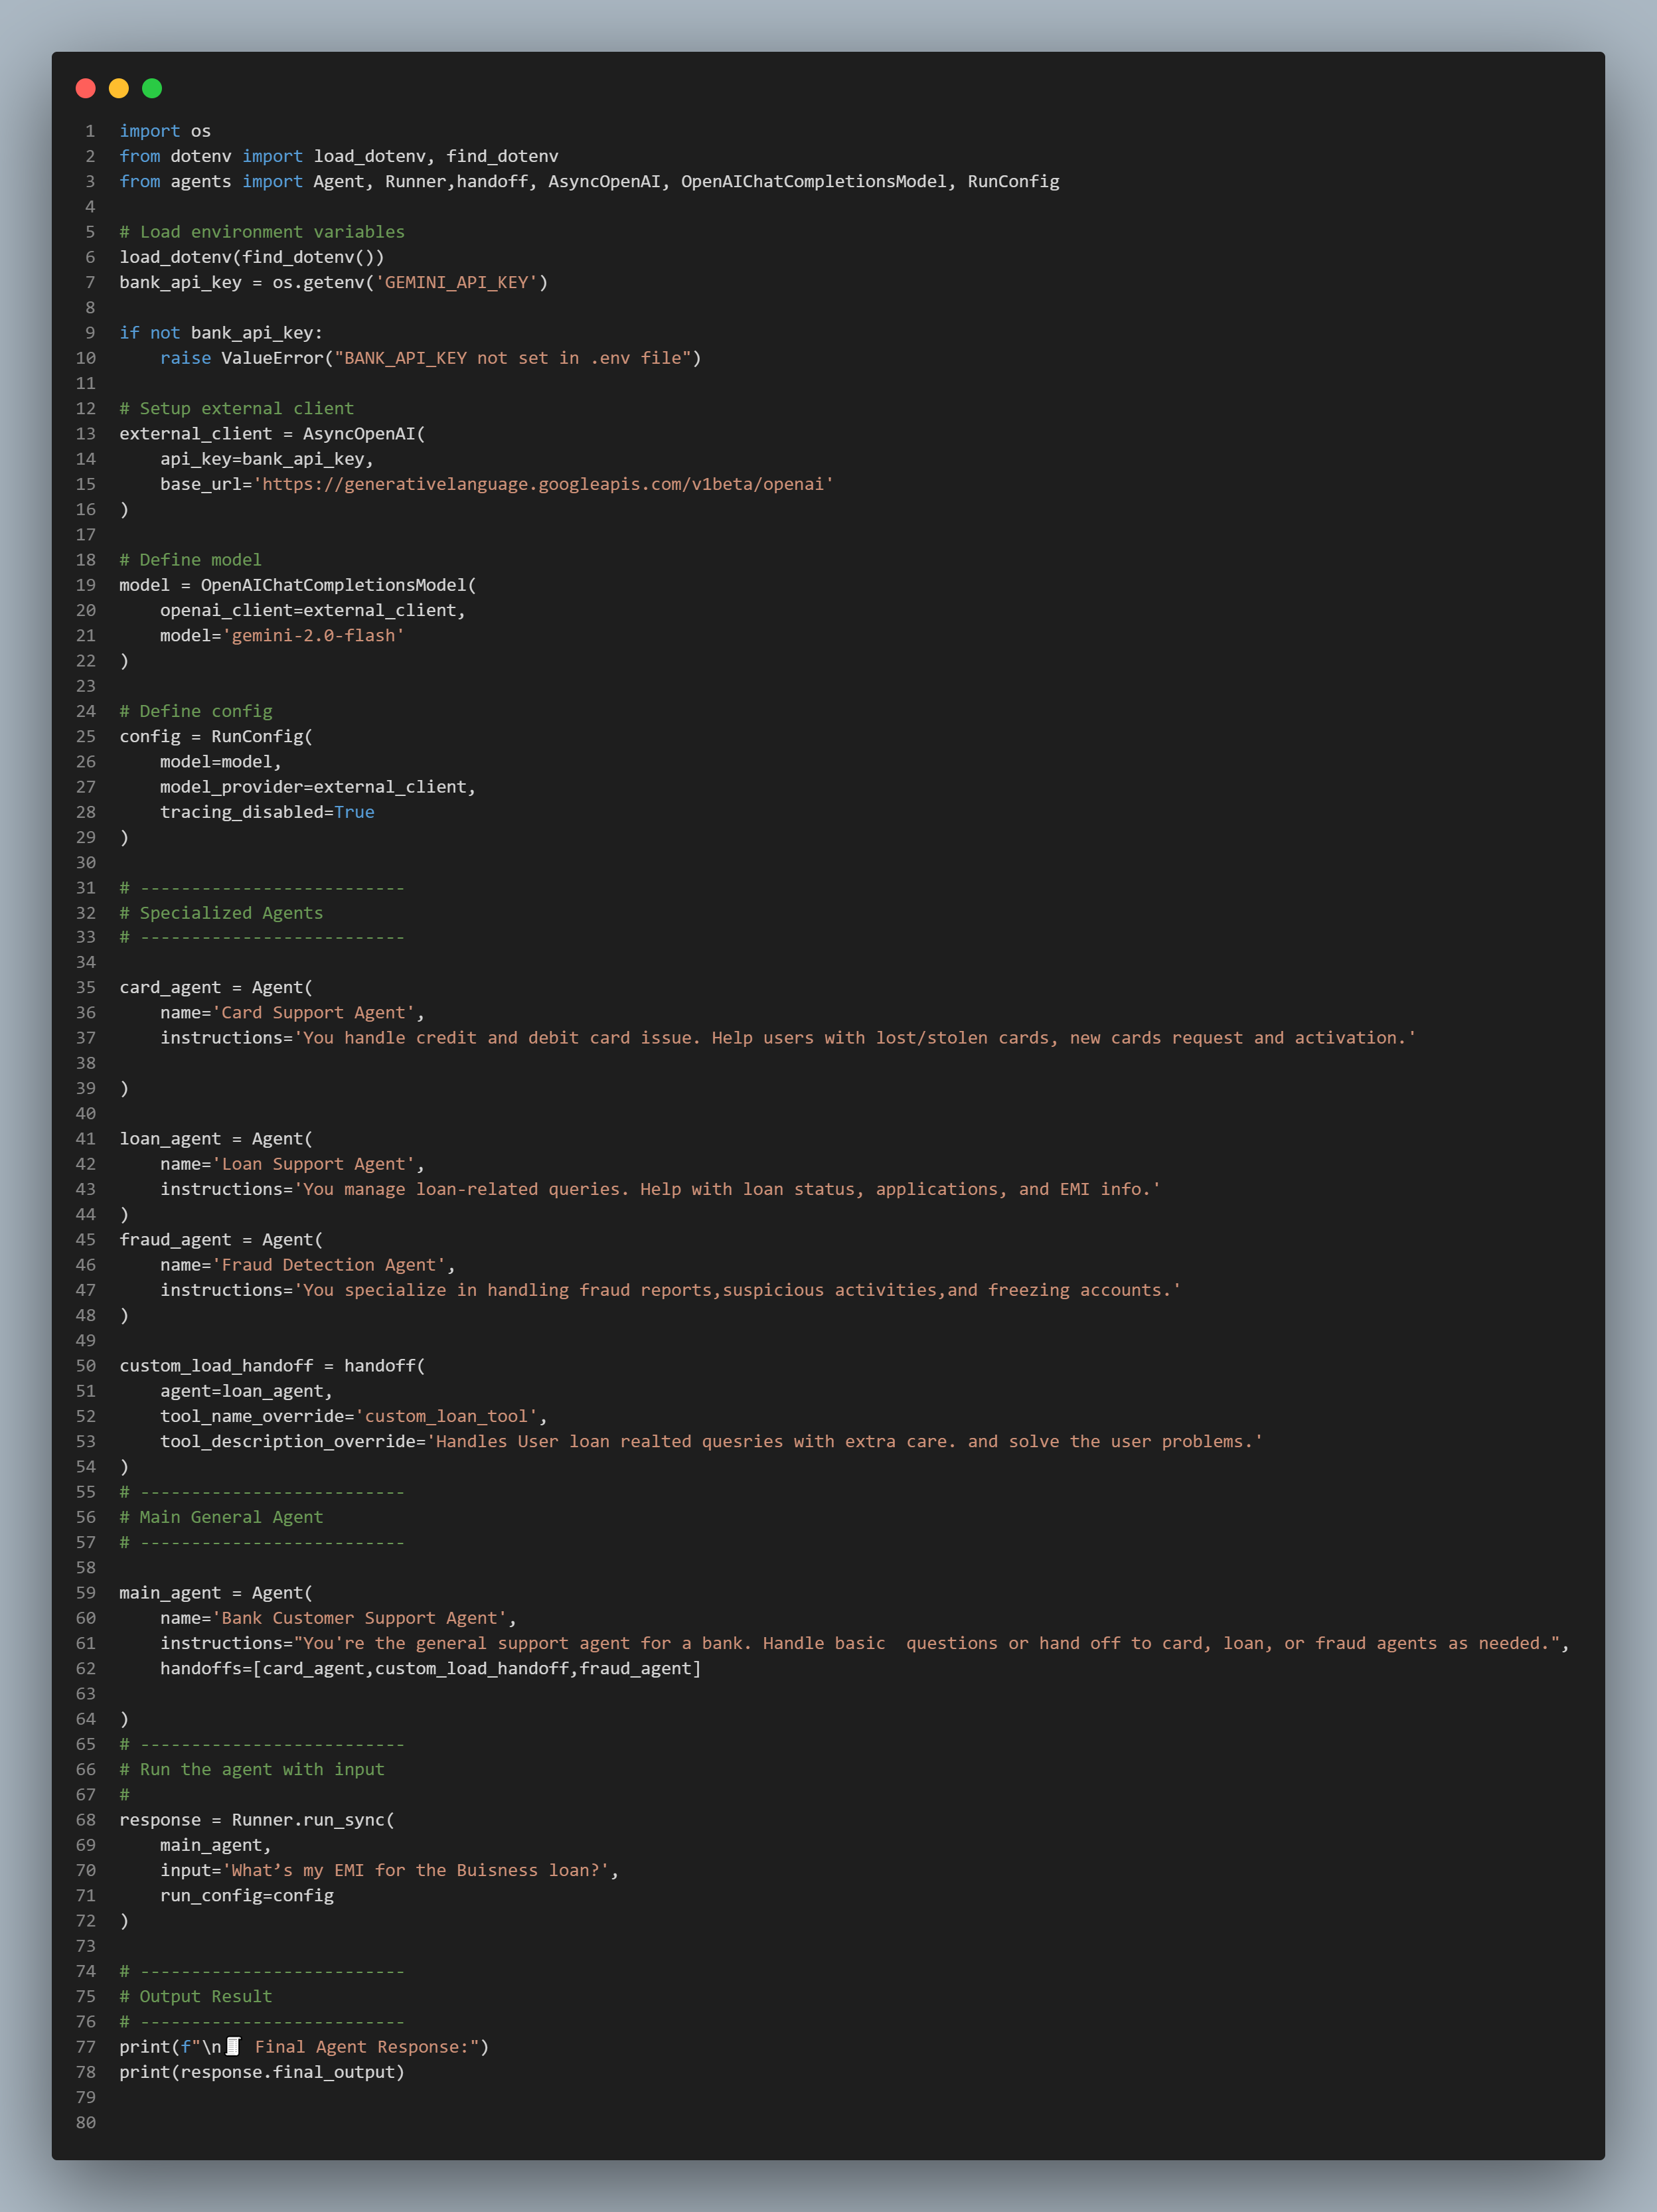 1 import os
2 from dotenv import load_dotenv, find_dotenv
3 from agents import Agent, Runner,handoff, AsyncOpenAI, OpenAIChatCompletionsModel, RunConfig
4
5 # Load environment variables
6 load_dotenv(find_dotenv())
7 bank_api_key = os.getenv('GEMINI_API_KEY')
8
9 if not bank_api_key:
10     raise ValueError("BANK_API_KEY not set in .env file")
11
12 # Setup external client
13 external_client = AsyncOpenAI(
14     api_key=bank_api_key,
15     base_url='https://generativelanguage.googleapis.com/v1beta/openai'
16 )
17
18 # Define model
19 model = OpenAIChatCompletionsModel(
20     openai_client=external_client,
21     model='gemini-2.0-flash'
22 )
23
24 # Define config
25 config = RunConfig(
26     model=model,
27     model_provider=external_client,
28     tracing_disabled=True
29 )
30
31 # --------------------------
32 # Specialized Agents
33 # --------------------------
34
35 card_agent = Agent(
36     name='Card Support Agent',
37     instructions='You handle credit and debit card issue. Help users with lost/stolen cards, new cards request and activation.'
38
39 )
40
41 loan_agent = Agent(
42     name='Loan Support Agent',
43     instructions='You manage loan-related queries. Help with loan status, applications, and EMI info.'
44 )
45 fraud_agent = Agent(
46     name='Fraud Detection Agent',
47     instructions='You specialize in handling fraud reports,suspicious activities,and freezing accounts.'
48 )
49
50 custom_load_handoff = handoff(
51     agent=loan_agent,
52     tool_name_override='custom_loan_tool',
53     tool_description_override='Handles User loan realted quesries with extra care. and solve the user problems.'
54 )
55 # --------------------------
56 # Main General Agent
57 # --------------------------
58
59 main_agent = Agent(
60     name='Bank Customer Support Agent',
61     instructions="You're the general support agent for a bank. Handle basic  questions or hand off to card, loan, or fraud agents as needed.",
62     handoffs=[card_agent,custom_load_handoff,fraud_agent]
63
64 )
65 # --------------------------
66 # Run the agent with input
67 #
68 response = Runner.run_sync(
69     main_agent,
70     input='What’s my EMI for the Buisness loan?',
71     run_config=config
72 )
73
74 # --------------------------
75 # Output Result
76 # --------------------------
77 print(f"\n🧾 Final Agent Response:")
78 print(response.final_output)
79
80